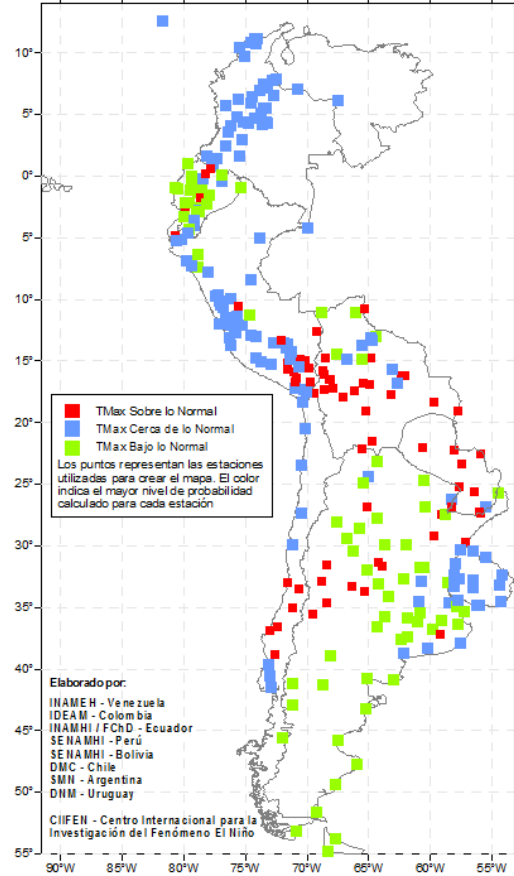 10°
5°
0°
5°
10°
15°
20°
25°
30°
35°
40°
45°
50°
55°
TMax Sobre lo Normal
TMax Cerca de lo Normal
TMax Bajo lo Normal
Los puntos representan las estaciones
utilizadas para crear el mapa. El color
indica el mayor nivel de probabilidad
calculado para cada estación
Elaborado por:
INAMEH - Venezuela
IDEAM - Colombia
INAMHI / FChD - Ecuador
SENAMHI - Perú
SENAMHI - Bolivia
DMC - Chile
SMN - Argentina
DNM - Uruguay
CIIFEN - Centro Internacional para la
Investigación del Fenómeno El Niño
90°W 85°W 80°W 75°W 70°W 65°W 60°W 55°W